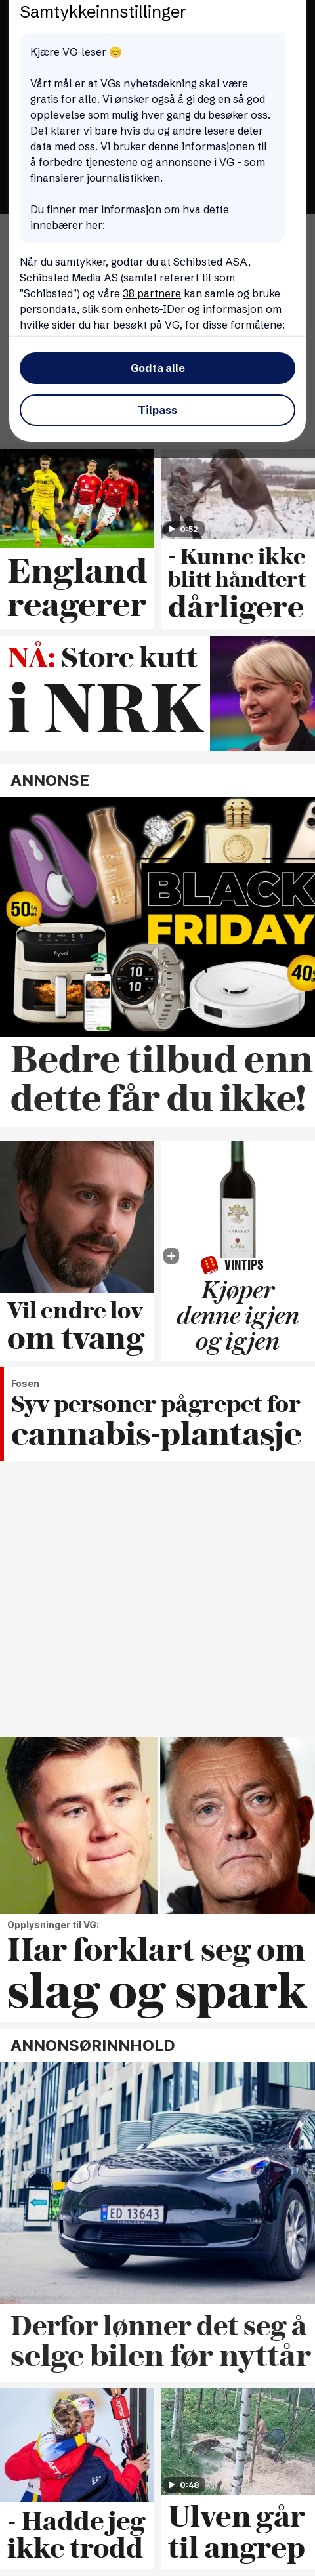 Samtykkeinnstillinger
Kjære VG-leser 😊
Vårt mål er at VGs nyhetsdekning skal være
gratis for alle. Vi ønsker også å gi deg en så god
opplevelse som mulig hver gang du besøker oss.
Det klarer vi bare hvis du og andre lesere deler
data med oss. Vi bruker denne informasjonen til
å forbedre tjenestene og annonsene i VG - som
finansierer journalistikken.
Du finner mer informasjon om hva dette
innebærer her:
Når du samtykker, godtar du at Schibsted ASA,
Schibsted Media AS (samlet referert til som
"Schibsted") og våre 38 partnere kan samle og bruke
persondata, slik som enhets-IDer og informasjon om
hvilke sider du har besøkt på VG, for disse formålene:
Godta alle
Tilpass
0:52
England
reagerer
- Kunne ikke
blitt håndtert
dårligere
NÅ: Store kutt
i NRK
ANNONSE
50%
BLACK
FRIDAY
40%
Bedre tilbud enn
dette får du ikke!
Vil endre lov
om tvang
VINTIPS
Kjøper
denne igjen
og igjen
Fosen
Syv personer pågrepet for
cannabis-plantasje
Opplysninger til VG:
Har forklart seg om
slag og spark
ANNONSØRINNHOLD
ED 13643
Derfor lønner det seg å
selge bilen før nyttår
0:48
- Hadde jeg
ikke trodd
Ulven går
til angrep